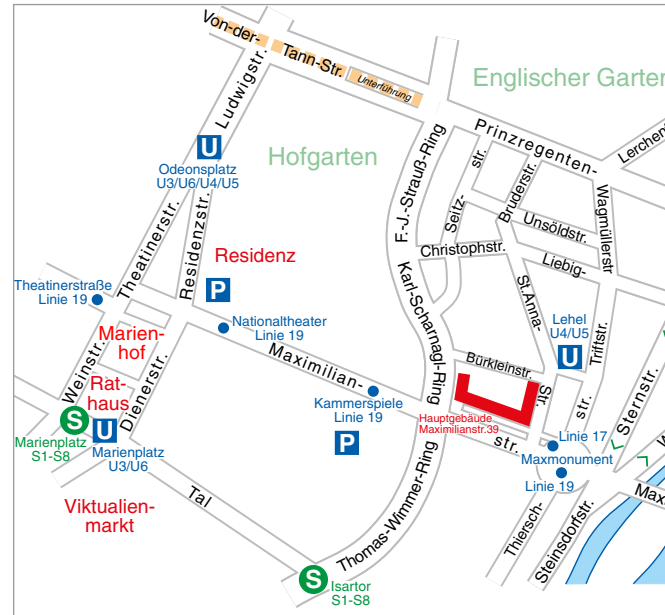 Von-der-
Tann-Str.
Unterführung
Englischer Garten
Ludwigstr.
Prinzregenten-
Lerchen
U
Odeonsplatz
U3/U6/U4/U5
Hofgarten
F.-J.-Strauß-Ring
Seitz-
str.
Bruderstr.
Wagmüllerstr
Unsöldstr.
Christophstr.
Liebig-
Theatinerstr.
Residenzstr.
Residenz
P
Karl-Scharnagl-Ring
St.Anna-
Str.
Theatinerstraße
Linie 19
Nationaltheater
Linie 19
Lehel
U4/U5
U
Triftstr.
Marien-
hof
Maximilian-
str.
Bürkleinstr.
str.
Sternstr.
Weinstr.
Rat-
haus
Dienerstr.
Kammerspiele
Linie 19
Hauptgebäude
Maximilianstr.39
S
Marienplatz
S1-S8
U
Marienplatz
U3/U6
P
Linie 17
Maxmonument
Linie 19
Max
Viktualien-
markt
Tal
Thomas-Wimmer-Ring
Thiersch-
Steinsdorfstr.
S
Isartor
S1-S8